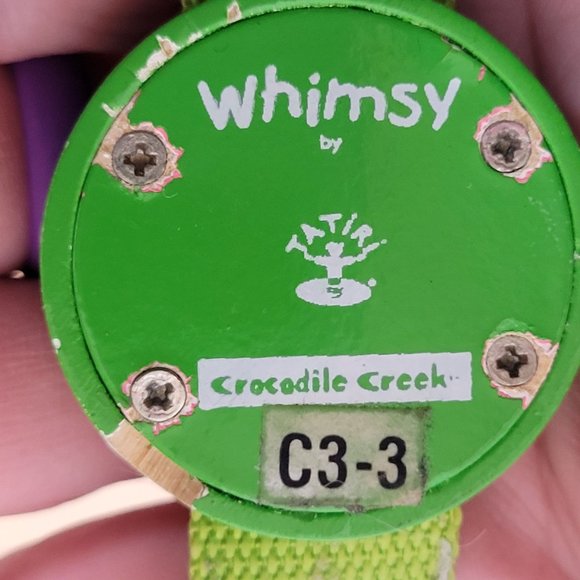 Whimsy
by
TATIRI
Crocodile Creek
C3-3